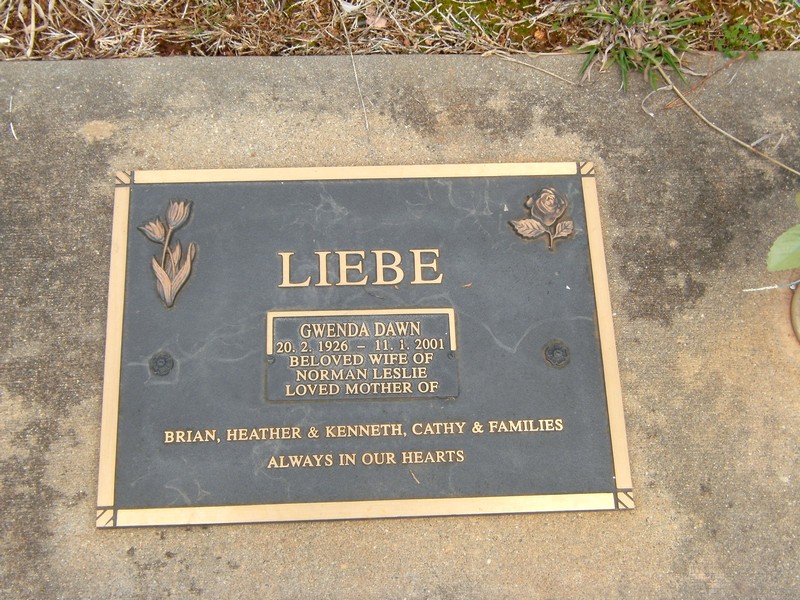 LIEBE
GWENDA DAWN
20. 2. 1926 - 11. 1. 2001
BELOVED WIFE OF
NORMAN LESLIE
LOVED MOTHER OF
BRIAN, HEATHER & KENNETH, CATHY & FAMILIES
ALWAYS IN OUR HEARTS